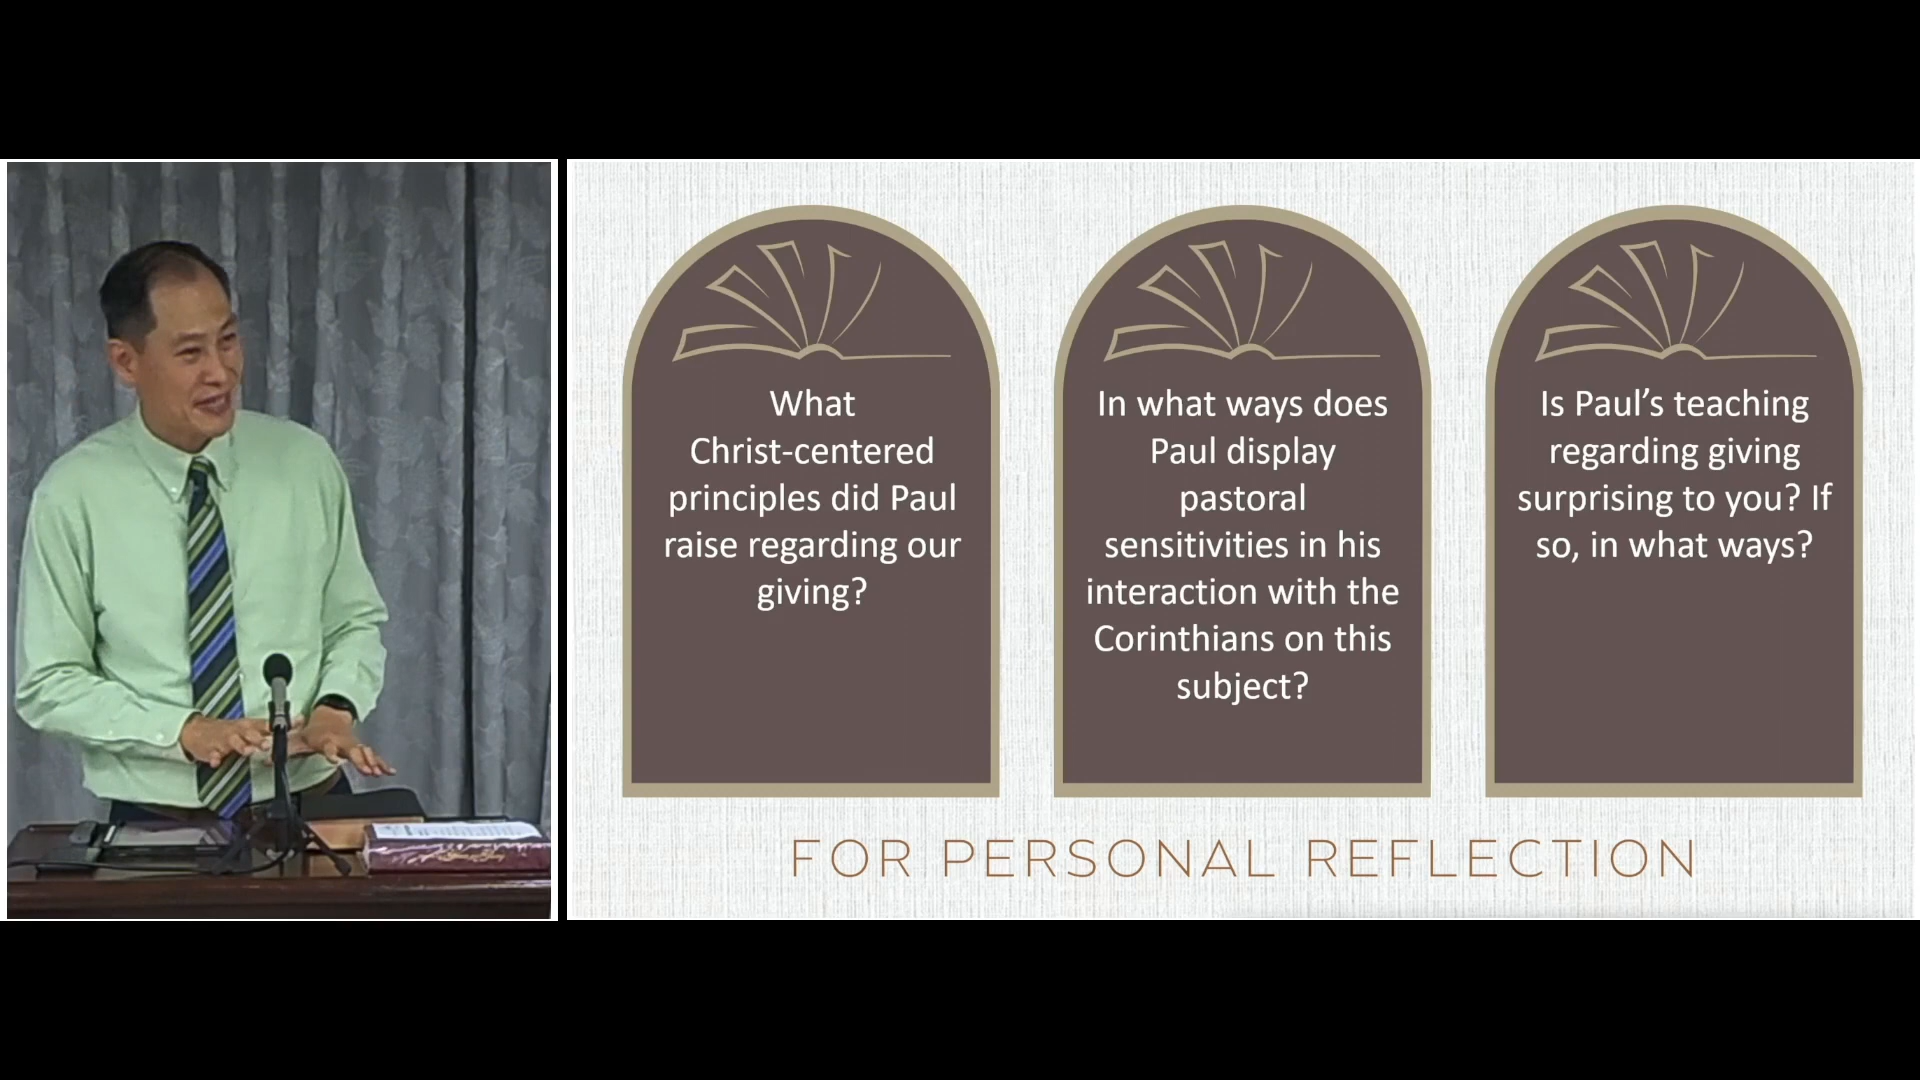 What
Christ-centered
principles did Paul
raise regarding our
giving?
In what ways does
Paul display
pastoral
sensitivities in his
interaction with the
Corinthians on this
subject?
Is Paul’s teaching
regarding giving
surprising to you? If
so, in what ways?
FOR PERSONAL REFLECTION